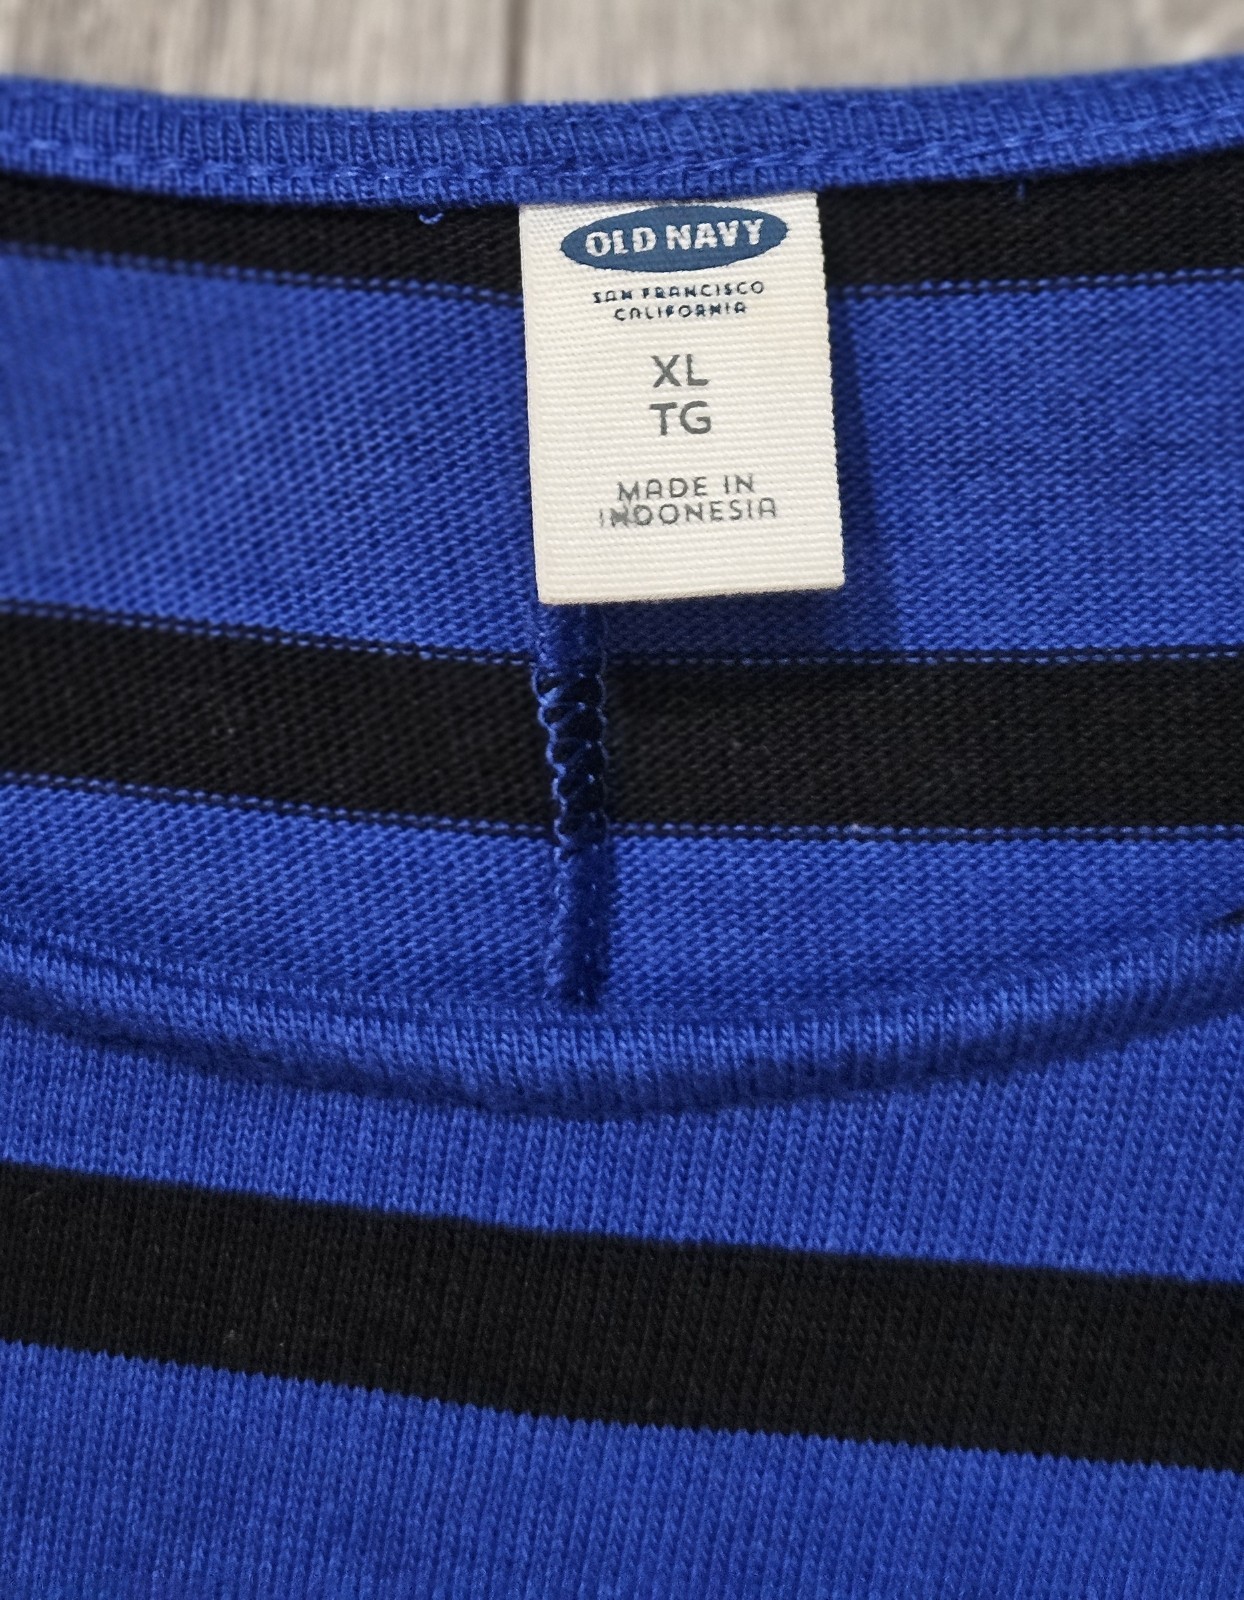 OLD NAVY
SAN FRANCISCO
CALIFORNIA
XL
TG
MADE IN
INDONESIA